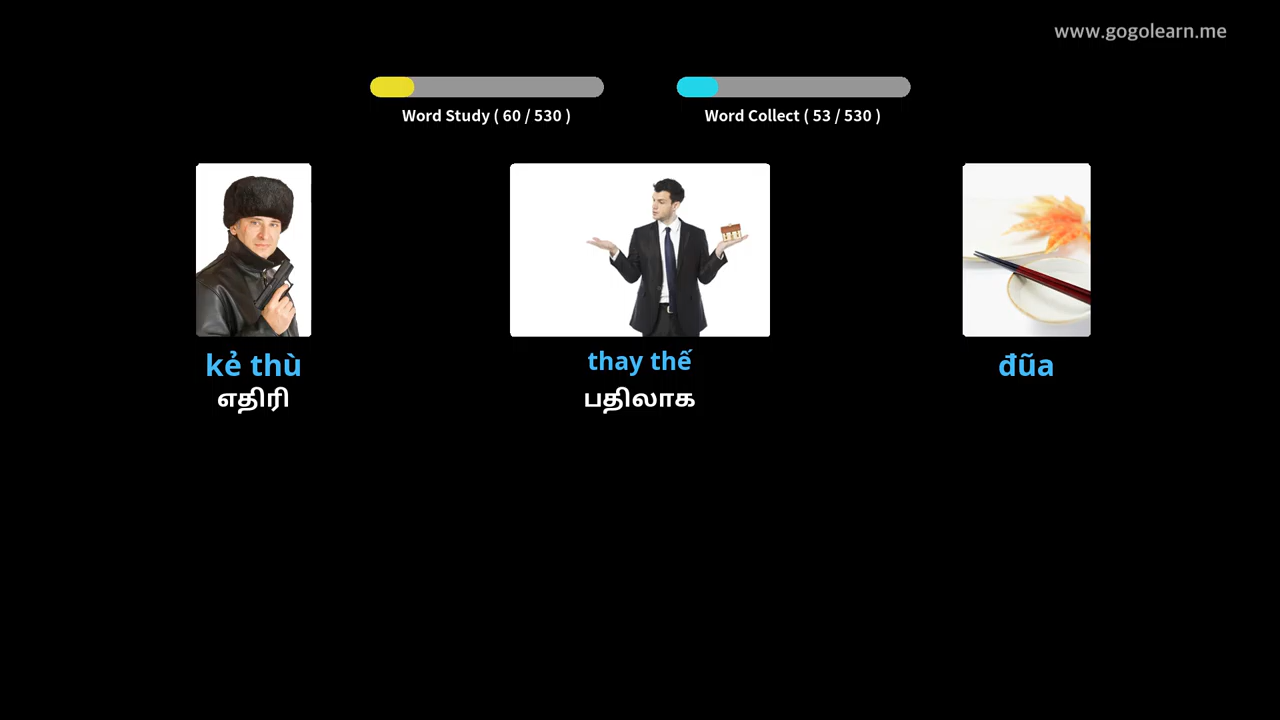 www.gogolearn.me
Word Study ( 60 / 530 )
Word Collect ( 53 / 530 )
kẻ thù
எதிரி
thay thế
பதிலாக
đũa